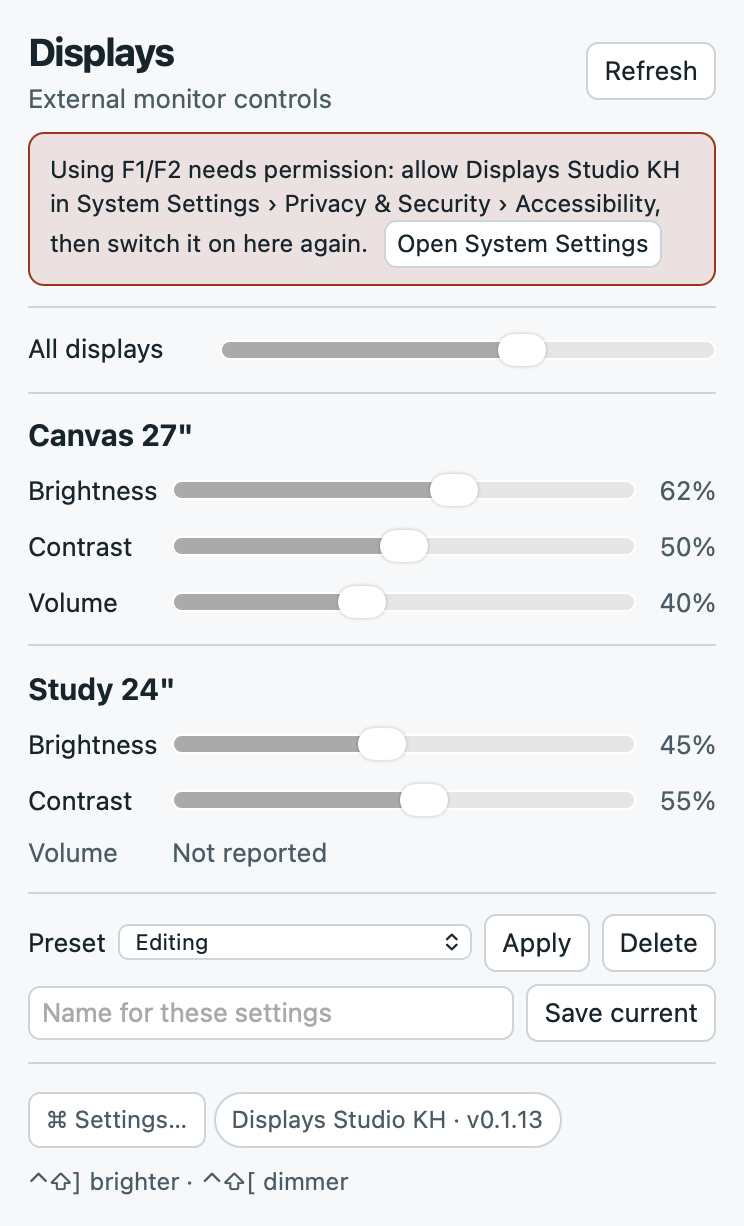 Displays
External monitor controls
Refresh
Using F1/F2 needs permission: allow Displays Studio KH
in System Settings › Privacy & Security › Accessibility,
then switch it on here again. Open System Settings
All displays
Canvas 27"
Brightness 62%
Contrast 50%
Volume 40%
Study 24"
Brightness 45%
Contrast 55%
Volume Not reported
Preset Editing Apply Delete
Name for these settings Save current
⌘ Settings... Displays Studio KH · v0.1.13
^⇧] brighter · ^⇧[ dimmer